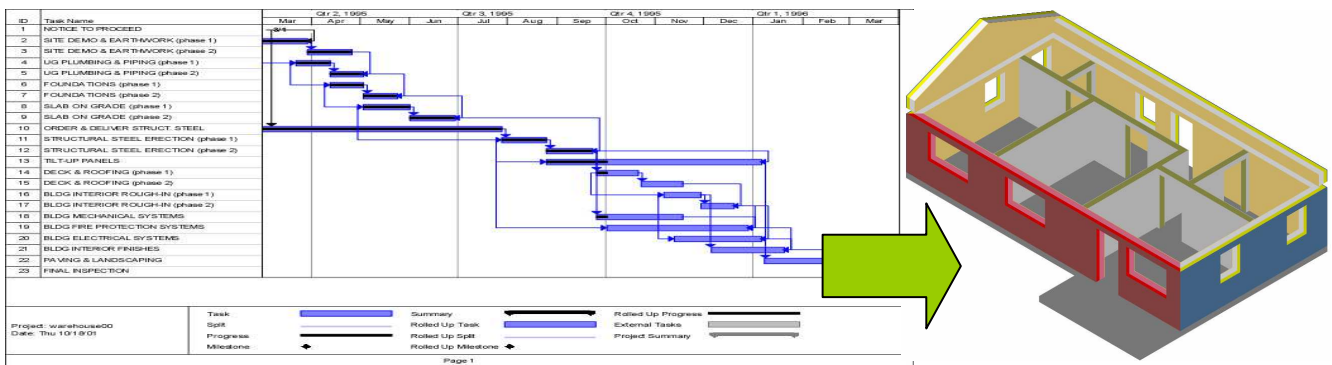 Qtr 2, 1995 Qtr 3, 1995 Qtr 4, 1995 Qtr 1, 1996
ID Task Name Mar Apr May Jun Jul Aug Sep Oct Nov Dec Jan Feb Mar
1 NOTICE TO PROCEED 3/1
2 SITE DEMO & EARTHWORK (phase 1)
3 SITE DEMO & EARTHWORK (phase 2)
4 UG PLUMBING & PIPING (phase 1)
5 UG PLUMBING & PIPING (phase 2)
6 FOUNDATIONS (phase 1)
7 FOUNDATIONS (phase 2)
8 SLAB ON GRADE (phase 1)
9 SLAB ON GRADE (phase 2)
10 ORDER & DELIVER STRUCT. STEEL
11 STRUCTURAL STEEL ERECTION (phase 1)
12 STRUCTURAL STEEL ERECTION (phase 2)
13 TILT-UP PANELS
14 DECK & ROOFING (phase 1)
15 DECK & ROOFING (phase 2)
16 BLDG INTERIOR ROUGH-IN (phase 1)
17 BLDG INTERIOR ROUGH-IN (phase 2)
18 BLDG MECHANICAL SYSTEMS
19 BLDG FIRE PROTECTION SYSTEMS
20 BLDG ELECTRICAL SYSTEMS
21 BLDG INTERIOR FINISHES
22 PAVING & LANDSCAPING
23 FINAL INSPECTION
Project: warehouse00
Date: Thu 10/18/01
Task Summary Rolled Up Progress
Split Rolled Up Task External Tasks
Progress Rolled Up Split Project Summary
Milestone Rolled Up Milestone
Page 1